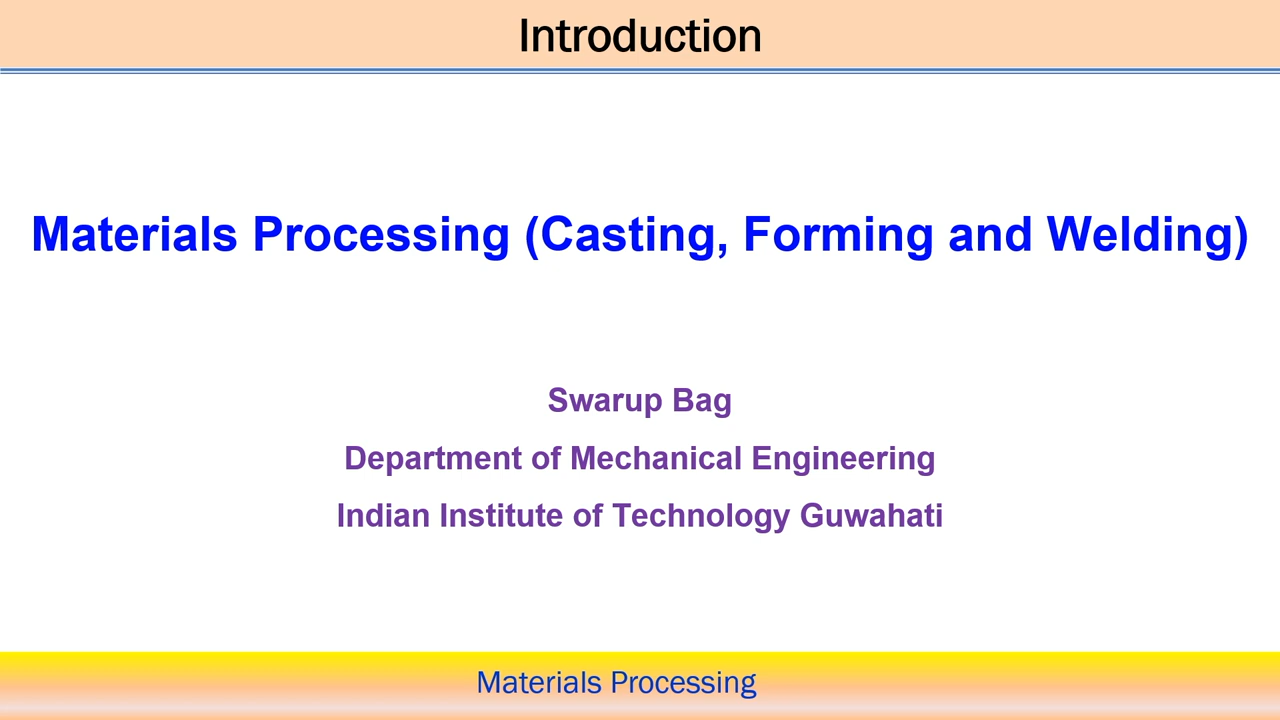 Introduction
Materials Processing (Casting, Forming and Welding)
Swarup Bag
Department of Mechanical Engineering
Indian Institute of Technology Guwahati
Materials Processing